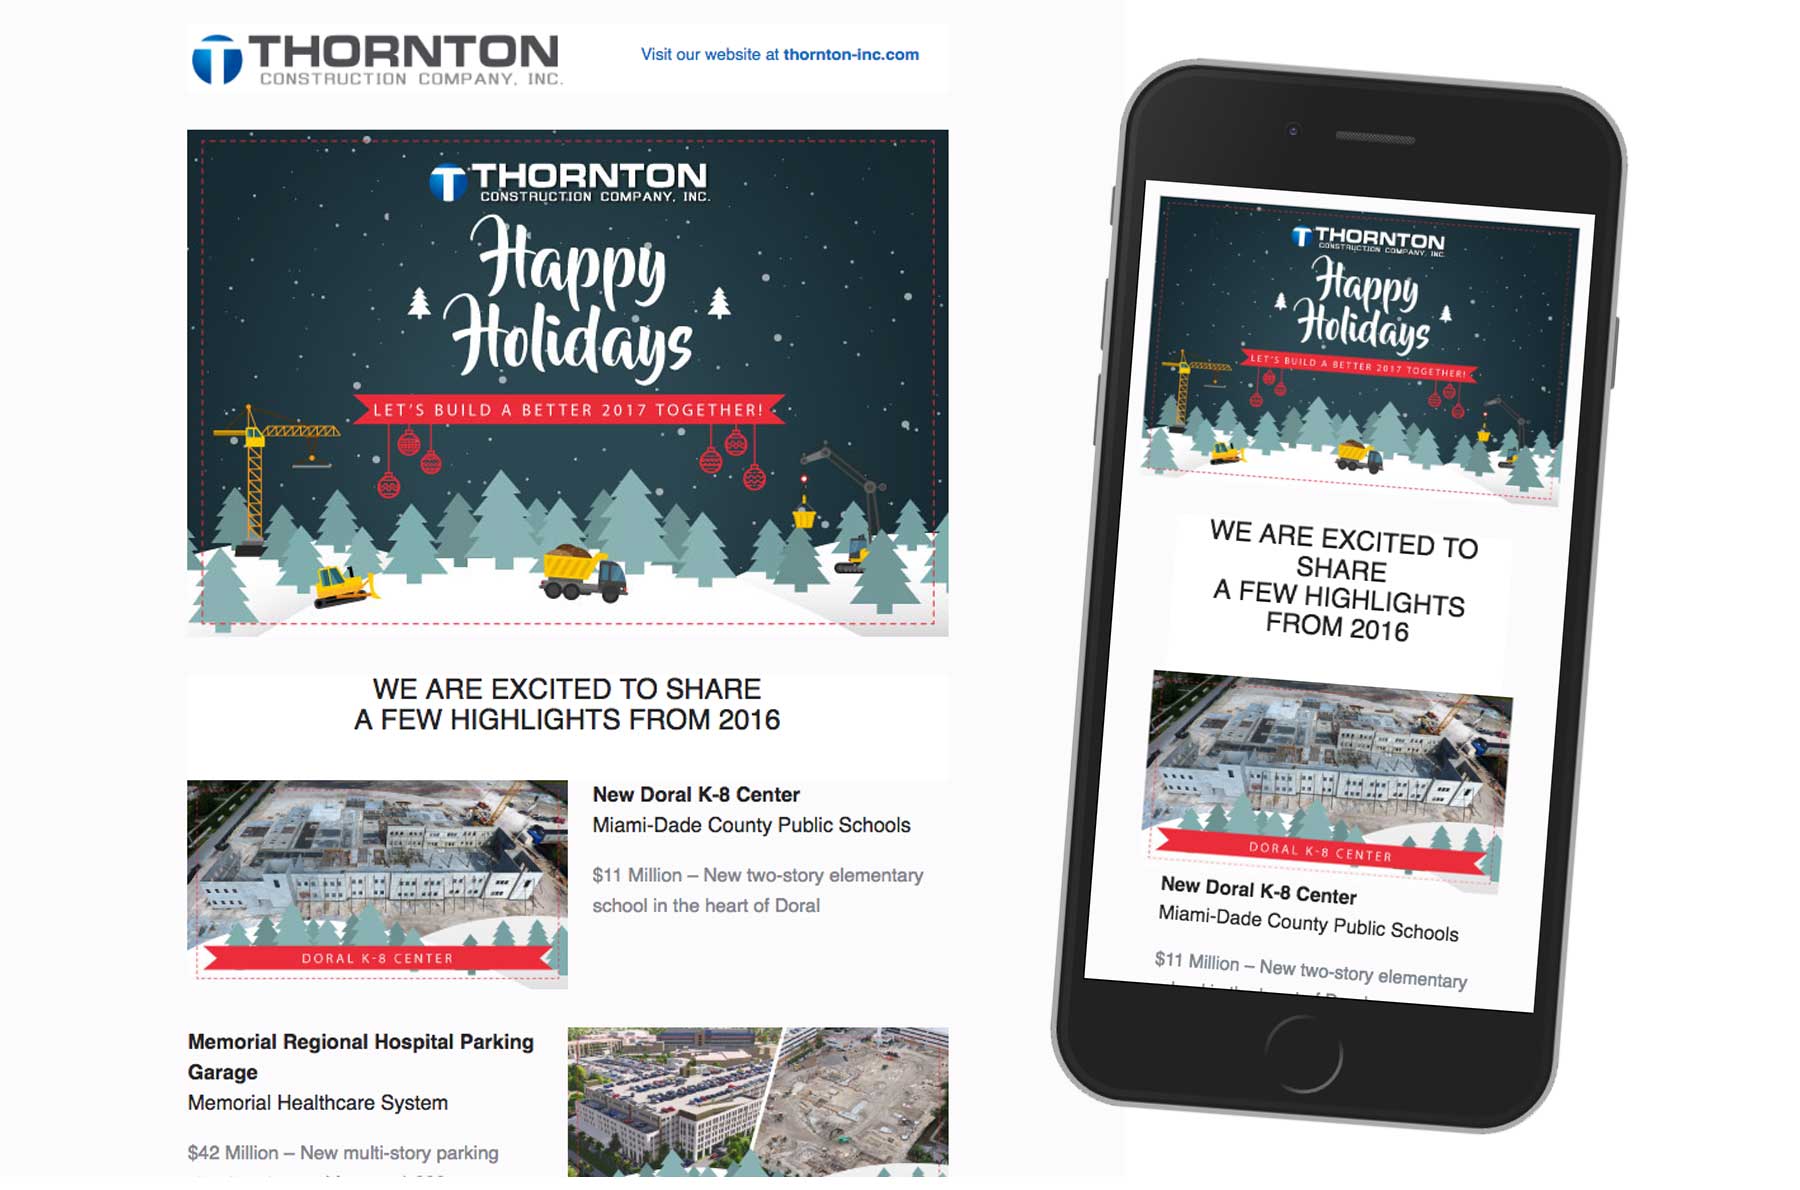 THORNTON
CONSTRUCTION COMPANY, INC.
Visit our website at thornton-inc.com
THORNTON
CONSTRUCTION COMPANY, INC.
Happy
Holidays
LET'S BUILD A BETTER 2017 TOGETHER!
WE ARE EXCITED TO SHARE
A FEW HIGHLIGHTS FROM 2016
DORAL K-8 CENTER
New Doral K-8 Center
Miami-Dade County Public Schools
$11 Million – New two-story elementary
school in the heart of Doral
Memorial Regional Hospital Parking
Garage
Memorial Healthcare System
$42 Million – New multi-story parking
THORNTON
CONSTRUCTION COMPANY, INC.
Happy
Holidays
LET'S BUILD A BETTER 2017 TOGETHER!
WE ARE EXCITED TO
SHARE
A FEW HIGHLIGHTS
FROM 2016
DORAL K-8 CENTER
New Doral K-8 Center
Miami-Dade County Public Schools
$11 Million – New two-story elementary